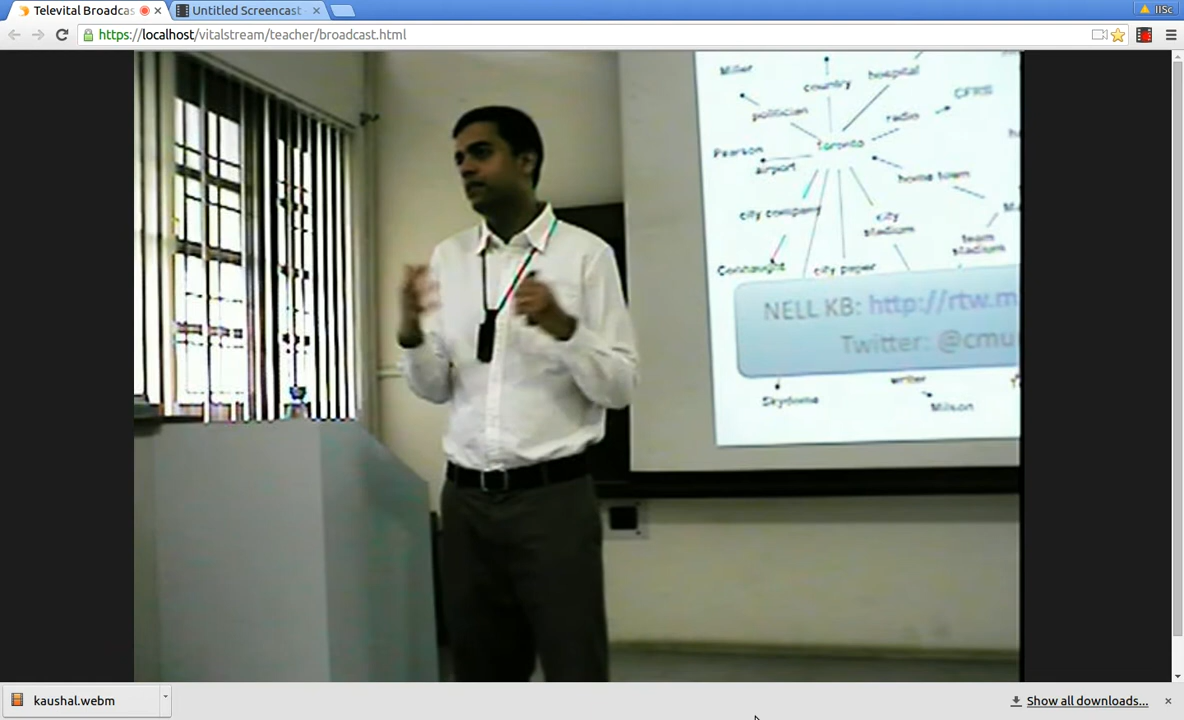 Televital Broadcas
Untitled Screencast
IISc
https://localhost/vitalstream/teacher/broadcast.html
Miller
country
hospital
politician
radio
CFRB
Pearson
toronto
airport
home town
city company
city
stadium
team
stadium
Connaught
city paper
NELL KB: http://rtw.m
Twitter: @cmu
writer
Skydome
Milson
kaushal.webm
Show all downloads...